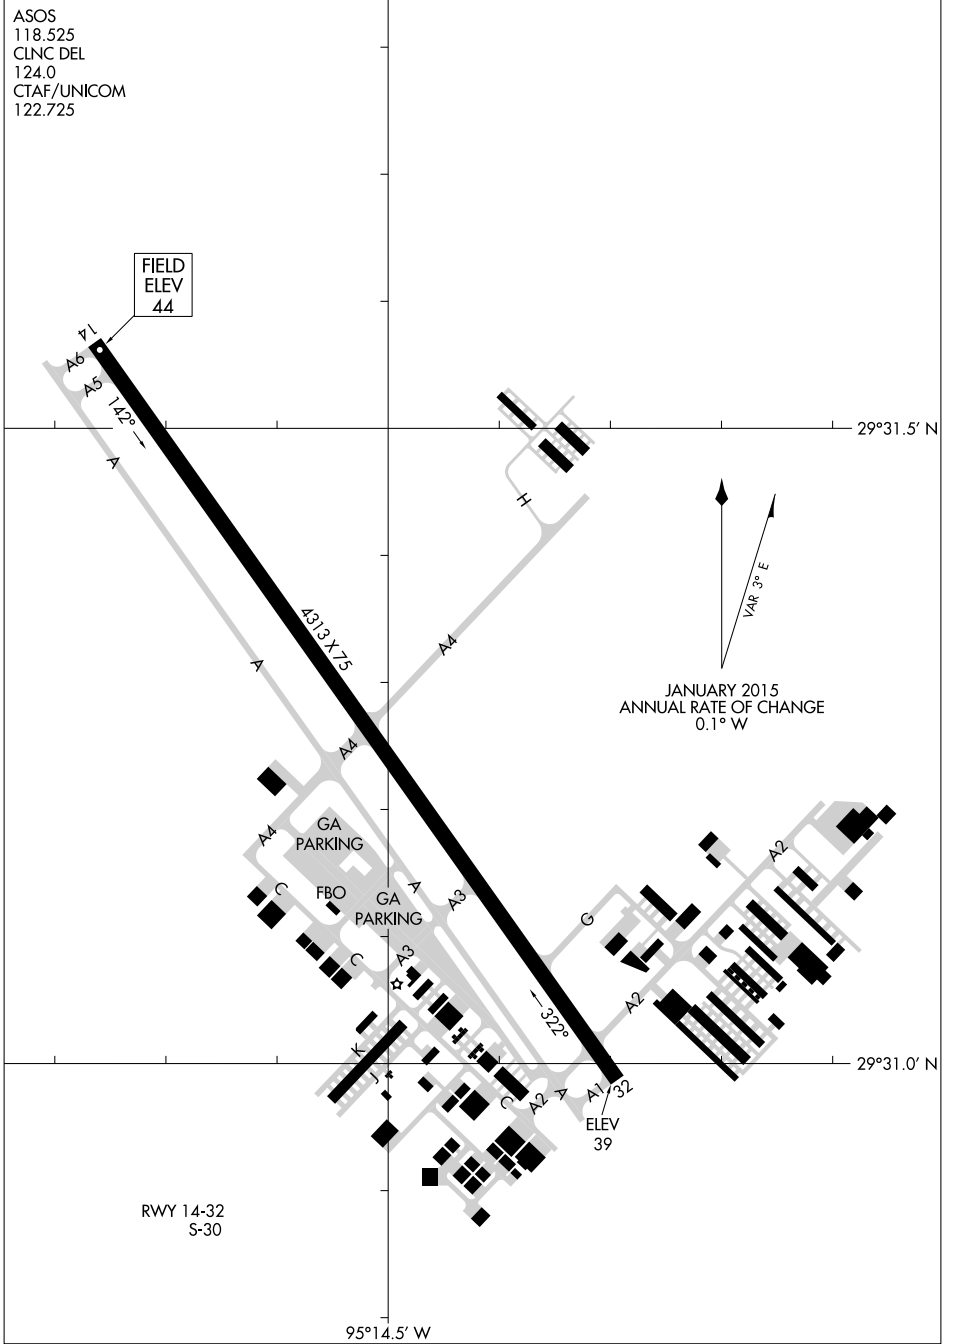 ASOS
118.525
CLNC DEL
124.0
CTAF/UNICOM
122.725
FIELD
ELEV
44
14
A6
A5
142°
A
29°31.5' N
H
VAR 3° E
4313 X 75
A4
A
JANUARY 2015
ANNUAL RATE OF CHANGE
0.1° W
A4
A4
GA
PARKING
A2
C
FBO
A
A3
GA
PARKING
G
C
A3
A2
322°
K
J
29°31.0' N
C
A2
A
A1
32
ELEV
39
RWY 14-32
S-30
95°14.5' W